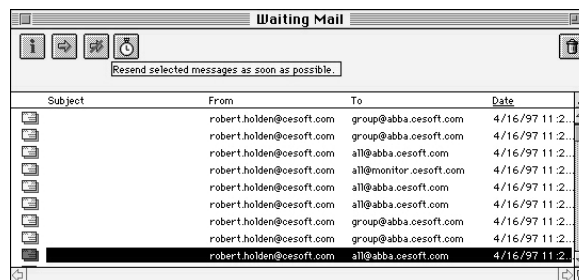 Waiting Mail
Resend selected messages as soon as possible.
Subject From To Date
robert.holden@cesoft.com group@abba.cesoft.com 4/16/97 11:2...
robert.holden@cesoft.com group@abba.cesoft.com 4/16/97 11:2...
robert.holden@cesoft.com all@abba.cesoft.com 4/16/97 11:2...
robert.holden@cesoft.com all@monitor.cesoft.com 4/16/97 11:2...
robert.holden@cesoft.com all@abba.cesoft.com 4/16/97 11:2...
robert.holden@cesoft.com all@abba.cesoft.com 4/16/97 11:2...
robert.holden@cesoft.com group@abba.cesoft.com 4/16/97 11:2...
robert.holden@cesoft.com all@abba.cesoft.com 4/16/97 11:2...
robert.holden@cesoft.com all@abba.cesoft.com 4/16/97 11:2...